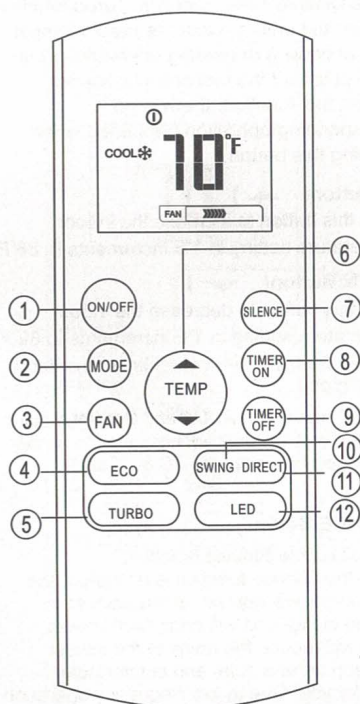 COOL
70°F
FAN
6
1
ON/OFF
SILENCE
7
2
MODE
TEMP
TIMER ON
8
3
FAN
TIMER OFF
9
10
4
ECO
SWING DIRECT
11
5
TURBO
LED
12